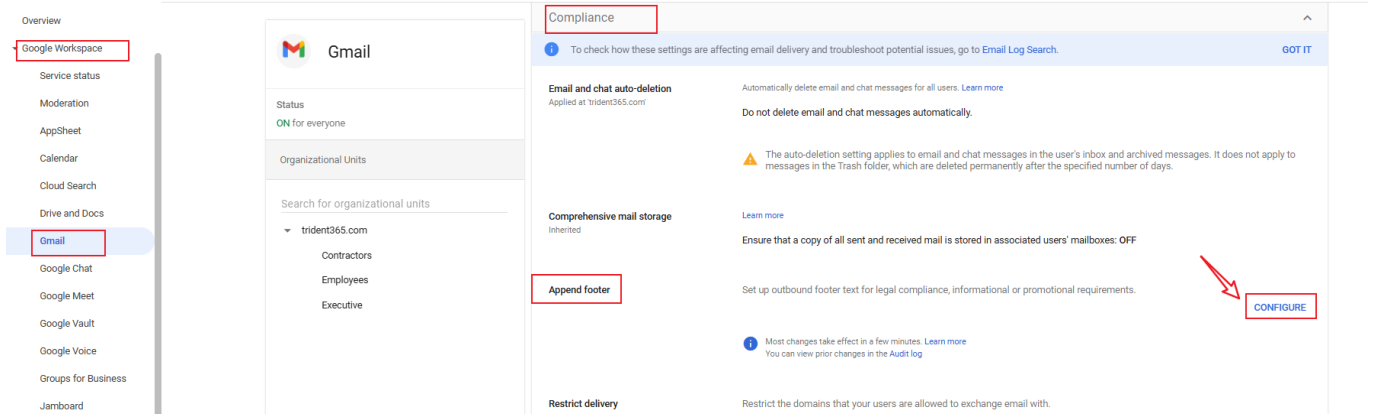 Overview
Google Workspace
Service status
Moderation
AppSheet
Calendar
Cloud Search
Drive and Docs
Gmail
Google Chat
Google Meet
Google Vault
Google Voice
Groups for Business
Jamboard
Gmail
Status
ON for everyone
Organizational Units
Search for organizational units
trident365.com
Contractors
Employees
Executive
Compliance
To check how these settings are affecting email delivery and troubleshoot potential issues, go to Email Log Search.
GOT IT
Email and chat auto-deletion
Applied at 'trident365.com'
Automatically delete email and chat messages for all users. Learn more
Do not delete email and chat messages automatically.
The auto-deletion setting applies to email and chat messages in the user's inbox and archived messages. It does not apply to
messages in the Trash folder, which are deleted permanently after the specified number of days.
Comprehensive mail storage
Inherited
Learn more
Ensure that a copy of all sent and received mail is stored in associated users' mailboxes: OFF
Append footer
Set up outbound footer text for legal compliance, informational or promotional requirements.
CONFIGURE
Most changes take effect in a few minutes. Learn more
You can view prior changes in the Audit log
Restrict delivery
Restrict the domains that your users are allowed to exchange email with.